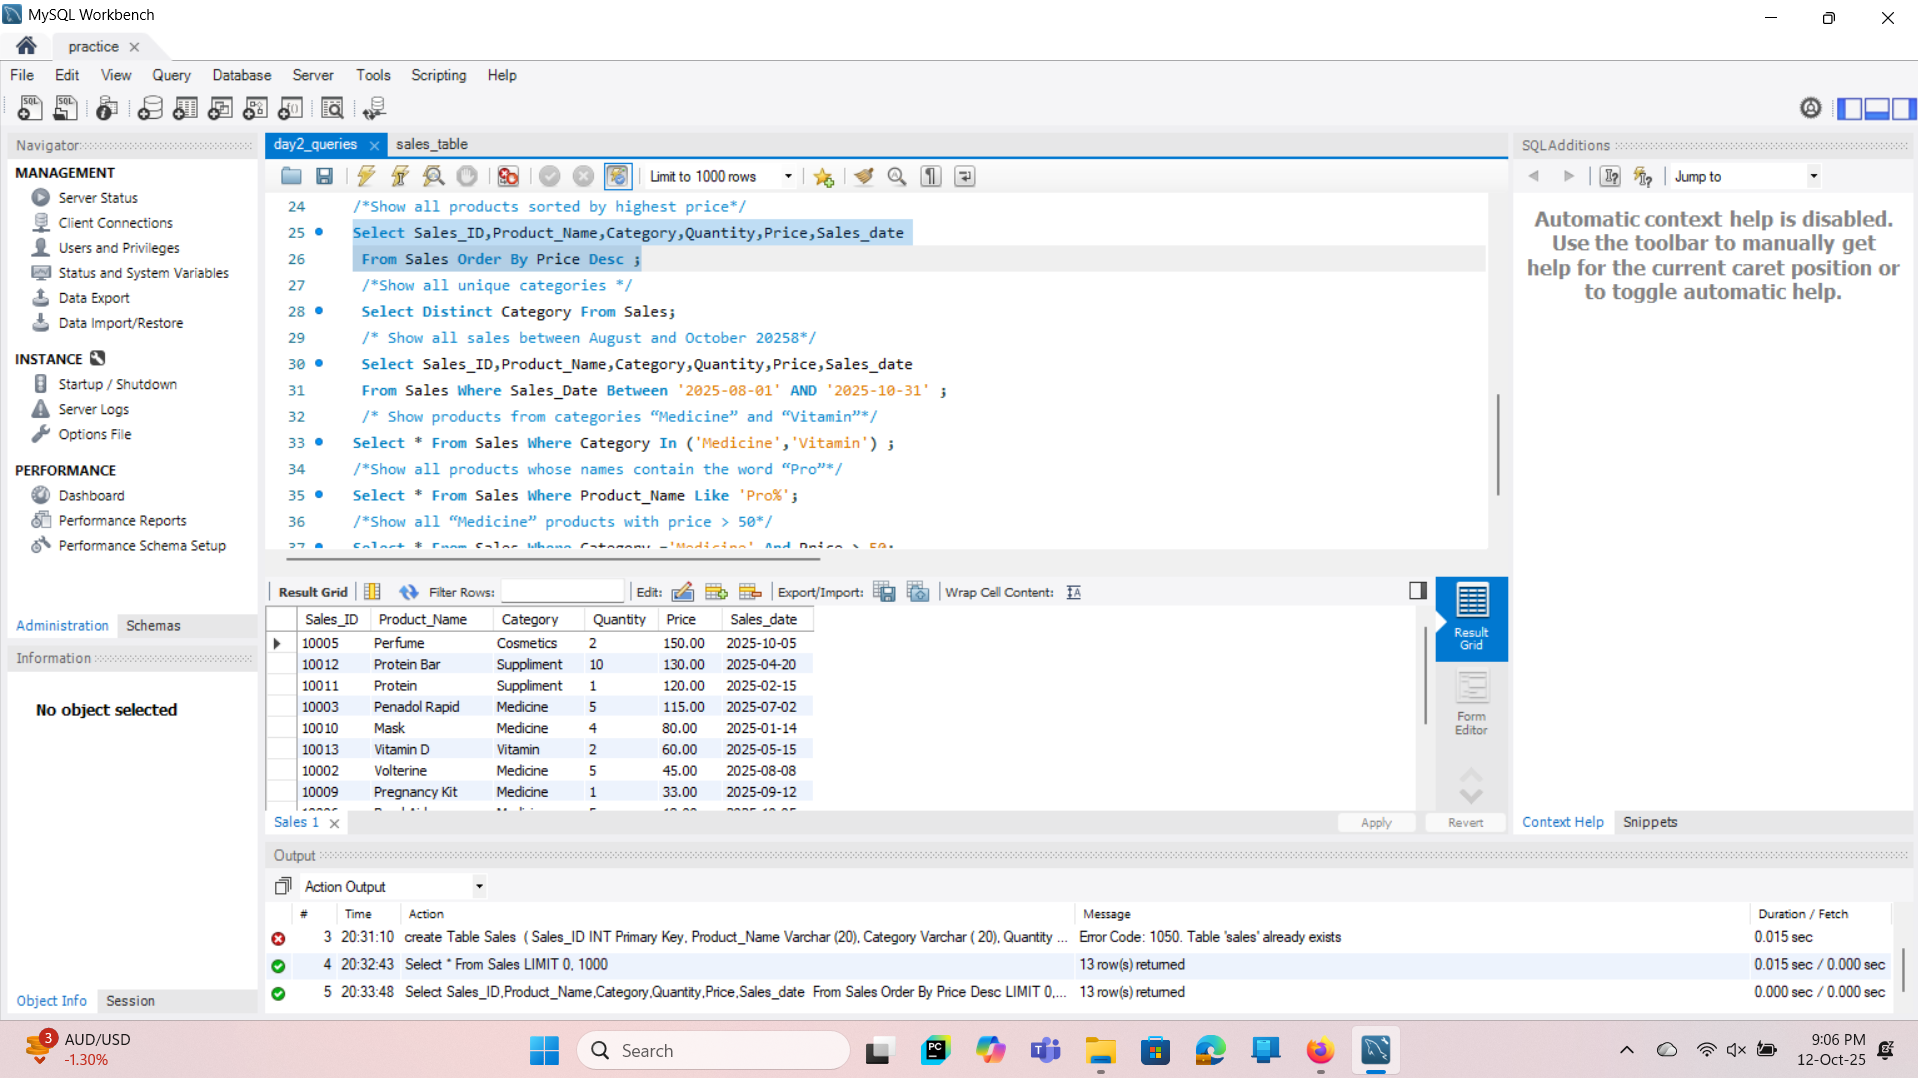 MySQL Workbench
practice
File Edit View Query Database Server Tools Scripting Help
Navigator
MANAGEMENT
Server Status
Client Connections
Users and Privileges
Status and System Variables
Data Export
Data Import/Restore
INSTANCE
Startup / Shutdown
Server Logs
Options File
PERFORMANCE
Dashboard
Performance Reports
Performance Schema Setup
Administration Schemas
Information
No object selected
Object Info Session
day2_queries sales_table
Limit to 1000 rows
24 /*Show all products sorted by highest price*/
25 Select Sales_ID,Product_Name,Category,Quantity,Price,Sales_date
26 From Sales Order By Price Desc ;
27 /*Show all unique categories */
28 Select Distinct Category From Sales;
29 /* Show all sales between August and October 20258*/
30 Select Sales_ID,Product_Name,Category,Quantity,Price,Sales_date
31 From Sales Where Sales_Date Between '2025-08-01' AND '2025-10-31' ;
32 /* Show products from categories “Medicine” and “Vitamin”*/
33 Select * From Sales Where Category In ('Medicine','Vitamin') ;
34 /*Show all products whose names contain the word “Pro”*/
35 Select * From Sales Where Product_Name Like 'Pro%';
36 /*Show all “Medicine” products with price > 50*/
37 Select * From Sales Where Category ='Medicine' And Price > 50;
Result Grid Filter Rows: Edit: Export/Import: Wrap Cell Content:
Sales_ID Product_Name Category Quantity Price Sales_date
10005 Perfume Cosmetics 2 150.00 2025-10-05
10012 Protein Bar Suppliment 10 130.00 2025-04-20
10011 Protein Suppliment 1 120.00 2025-02-15
10003 Penadol Rapid Medicine 5 115.00 2025-07-02
10010 Mask Medicine 4 80.00 2025-01-14
10013 Vitamin D Vitamin 2 60.00 2025-05-15
10002 Volterine Medicine 5 45.00 2025-08-08
10009 Pregnancy Kit Medicine 1 33.00 2025-09-12
Result Grid
Form Editor
Sales 1
Apply Revert
SQLAdditions
Jump to
Automatic context help is disabled.
Use the toolbar to manually get
help for the current caret position or
to toggle automatic help.
Context Help Snippets
Output
Action Output
# Time Action Message Duration / Fetch
3 20:31:10 create Table Sales ( Sales_ID INT Primary Key, Product_Name Varchar (20), Category Varchar ( 20), Quantity ... Error Code: 1050. Table 'sales' already exists 0.015 sec
4 20:32:43 Select * From Sales LIMIT 0, 1000 13 row(s) returned 0.015 sec / 0.000 sec
5 20:33:48 Select Sales_ID,Product_Name,Category,Quantity,Price,Sales_date From Sales Order By Price Desc LIMIT 0,... 13 row(s) returned 0.000 sec / 0.000 sec
3
AUD/USD
-1.30%
Search
9:06 PM
12-Oct-25